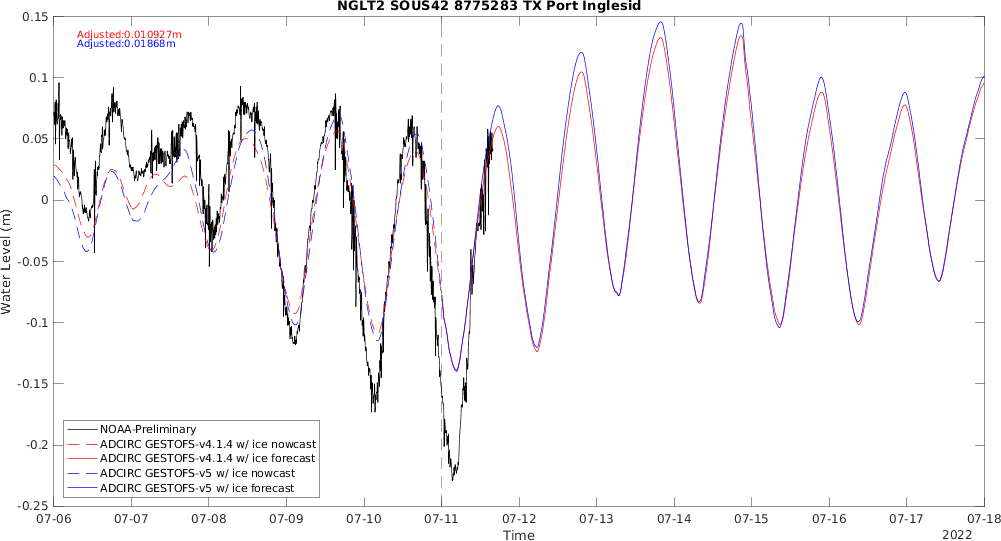 NGLT2 SOUS42 8775283 TX Port Inglesid
Adjusted:0.010927m
Adjusted:0.01868m
0.15
0.1
0.05
0
-0.05
-0.1
-0.15
-0.2
-0.25
Water Level (m)
NOAA-Preliminary
ADCIRC GESTOFS-v4.1.4 w/ ice nowcast
ADCIRC GESTOFS-v4.1.4 w/ ice forecast
ADCIRC GESTOFS-v5 w/ ice nowcast
ADCIRC GESTOFS-v5 w/ ice forecast
07-06 07-07 07-08 07-09 07-10 07-11 07-12 07-13 07-14 07-15 07-16 07-17 07-18
Time
2022